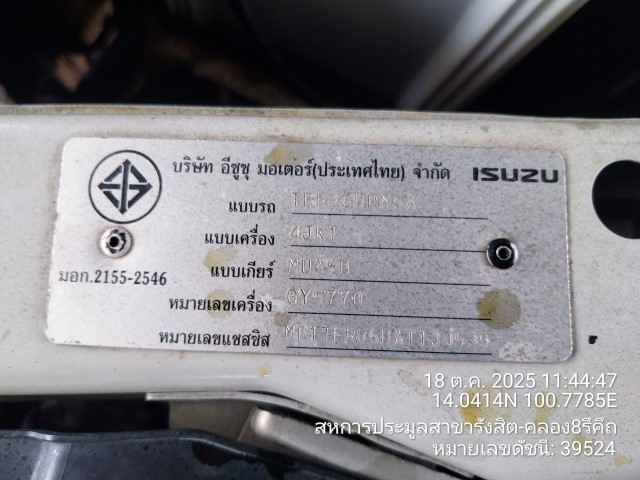 บริษัท อีซูซุ มอเตอร์(ประเทศไทย) จำกัด ISUZU
แบบรถ
แบบเครื่อง 4JK1
แบบเกียร์ MUA5H
มอก.2155-2546
หมายเลขเครื่อง GY5770
หมายเลขแชสซิส
18 ต.ค. 2025 11:44:47
14.0414N 100.7785E
สหการประมูลสาขารังสิต-คลอง8รีคีถ
หมายเลขดัชนี: 39524